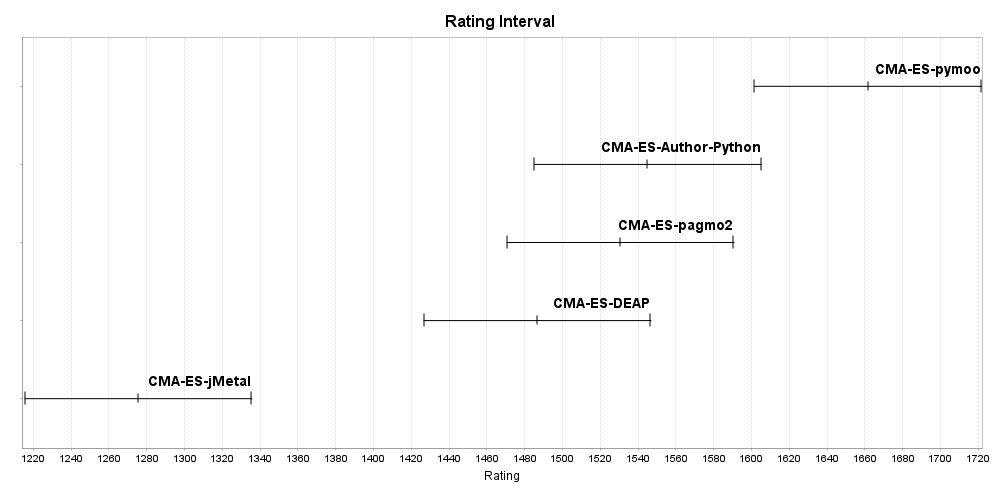 Rating Interval
CMA-ES-pymoo
CMA-ES-Author-Python
CMA-ES-pagmo2
CMA-ES-DEAP
CMA-ES-jMetal
1220 1240 1260 1280 1300 1320 1340 1360 1380 1400 1420 1440 1460 1480 1500 1520 1540 1560 1580 1600 1620 1640 1660 1680 1700 1720
Rating